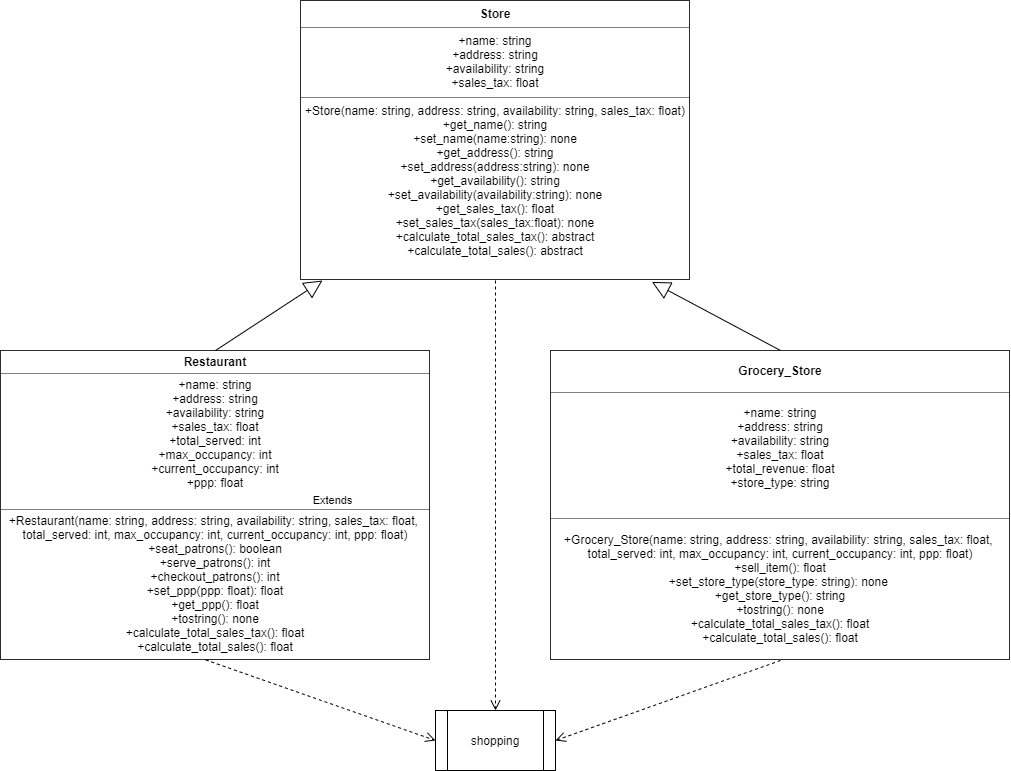 Store
+name: string
+address: string
+availability: string
+sales_tax: float
+Store(name: string, address: string, availability: string, sales_tax: float)
+get_name(): string
+set_name(name:string): none
+get_address(): string
+set_address(address:string): none
+get_availability(): string
+set_availability(availability:string): none
+get_sales_tax(): float
+set_sales_tax(sales_tax:float): none
+calculate_total_sales_tax(): abstract
+calculate_total_sales(): abstract
Restaurant
+name: string
+address: string
+availability: string
+sales_tax: float
+total_served: int
+max_occupancy: int
+current_occupancy: int
+ppp: float
Extends
+Restaurant(name: string, address: string, availability: string, sales_tax: float,
total_served: int, max_occupancy: int, current_occupancy: int, ppp: float)
+seat_patrons(): boolean
+serve_patrons(): int
+checkout_patrons(): int
+set_ppp(ppp: float): float
+get_ppp(): float
+tostring(): none
+calculate_total_sales_tax(): float
+calculate_total_sales(): float
Grocery_Store
+name: string
+address: string
+availability: string
+sales_tax: float
+total_revenue: float
+store_type: string
+Grocery_Store(name: string, address: string, availability: string, sales_tax: float,
total_served: int, max_occupancy: int, current_occupancy: int, ppp: float)
+sell_item(): float
+set_store_type(store_type: string): none
+get_store_type(): string
+tostring(): none
+calculate_total_sales_tax(): float
+calculate_total_sales(): float
shopping